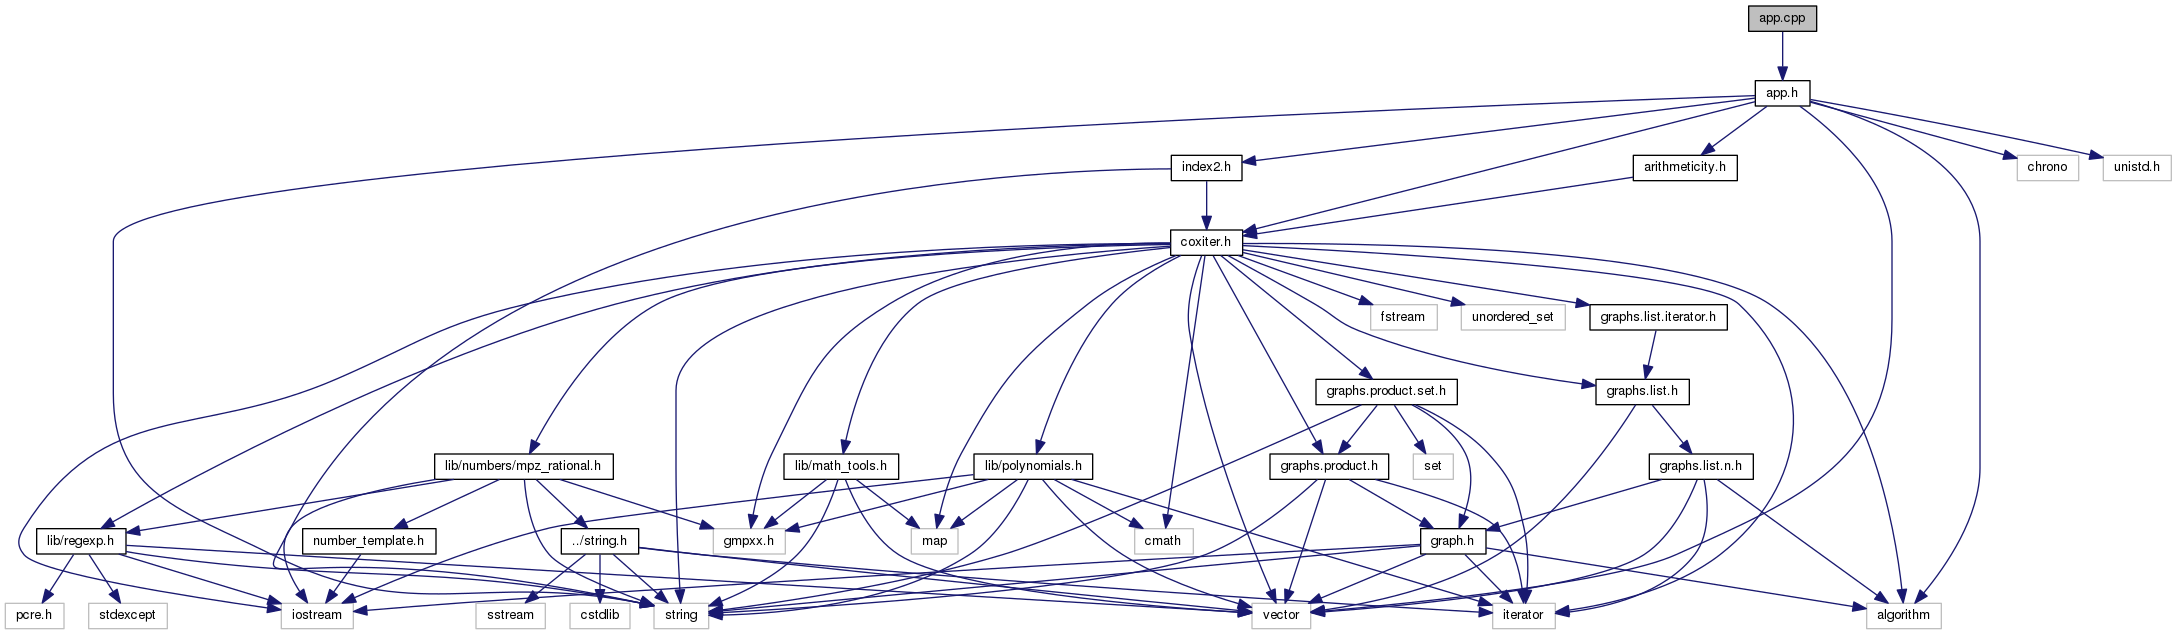 app.cpp
app.h
index2.h
arithmeticity.h
chrono
unistd.h
coxiter.h
fstream
unordered_set
graphs.list.iterator.h
graphs.product.set.h
graphs.list.h
lib/numbers/mpz_rational.h
lib/math_tools.h
lib/polynomials.h
graphs.product.h
set
graphs.list.n.h
lib/regexp.h
number_template.h
../string.h
gmpxx.h
map
cmath
graph.h
pcre.h
stdexcept
iostream
sstream
cstdlib
string
vector
iterator
algorithm